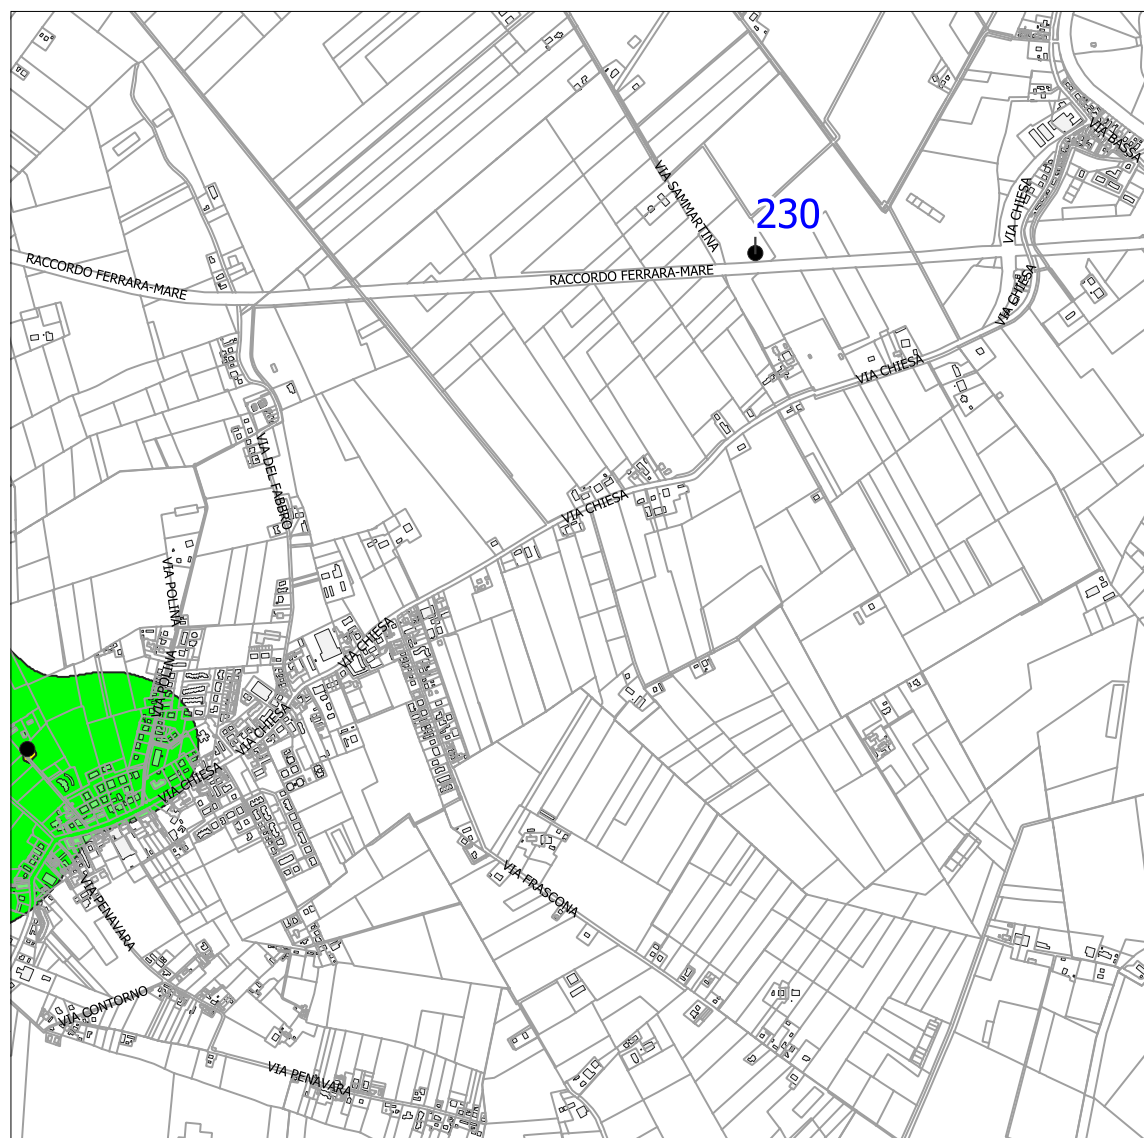 VIA BASSA
VIA SAMMARTINA
VIA CHIESA
230
RACCORDO FERRARA-MARE
RACCORDO FERRARA-MARE
VIA CHIESA
VIA CHIESA
VIA DEL FABBRO
VIA CHIESA
VIA POLINA
VIA CHIESA
VIA POLINA
VIA CHIESA
VIA CHIESA
VIA FRASCONA
VIA PENAVARA
VIA CONTORNO
VIA PENAVARA